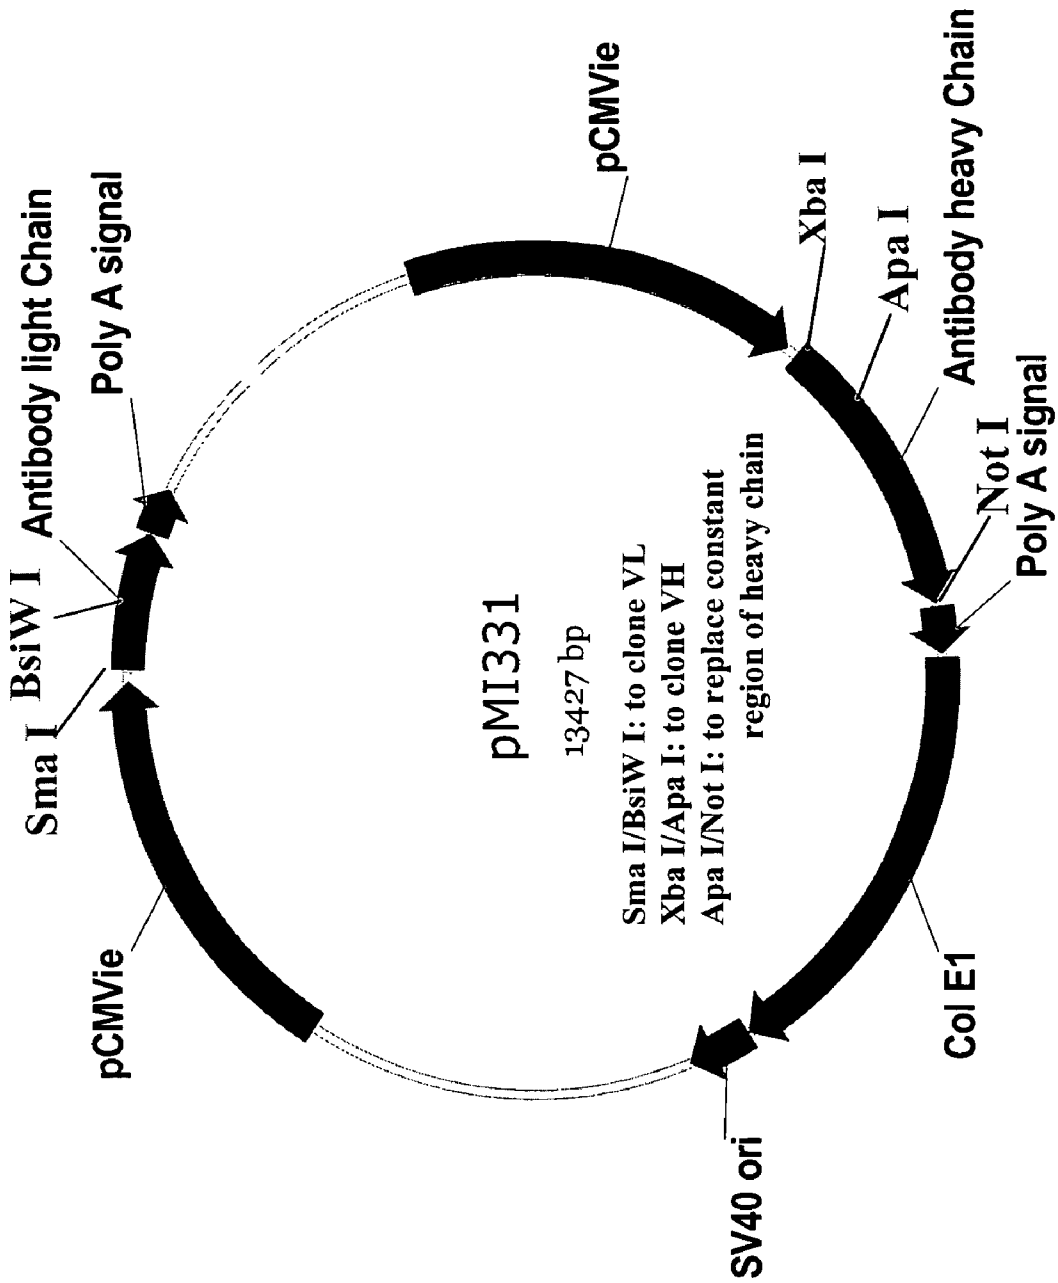 pMI331
13427 bp
Sma I/BsiW I: to clone VL
Xba I/Apa I: to clone VH
Apa I/Not I: to replace constant
region of heavy chain
pCMVie
Sma I
BsiW I
Antibody light Chain
Poly A signal
pCMVie
Xba I
Apa I
Antibody heavy Chain
Not I
Poly A signal
Col E1
SV40 ori